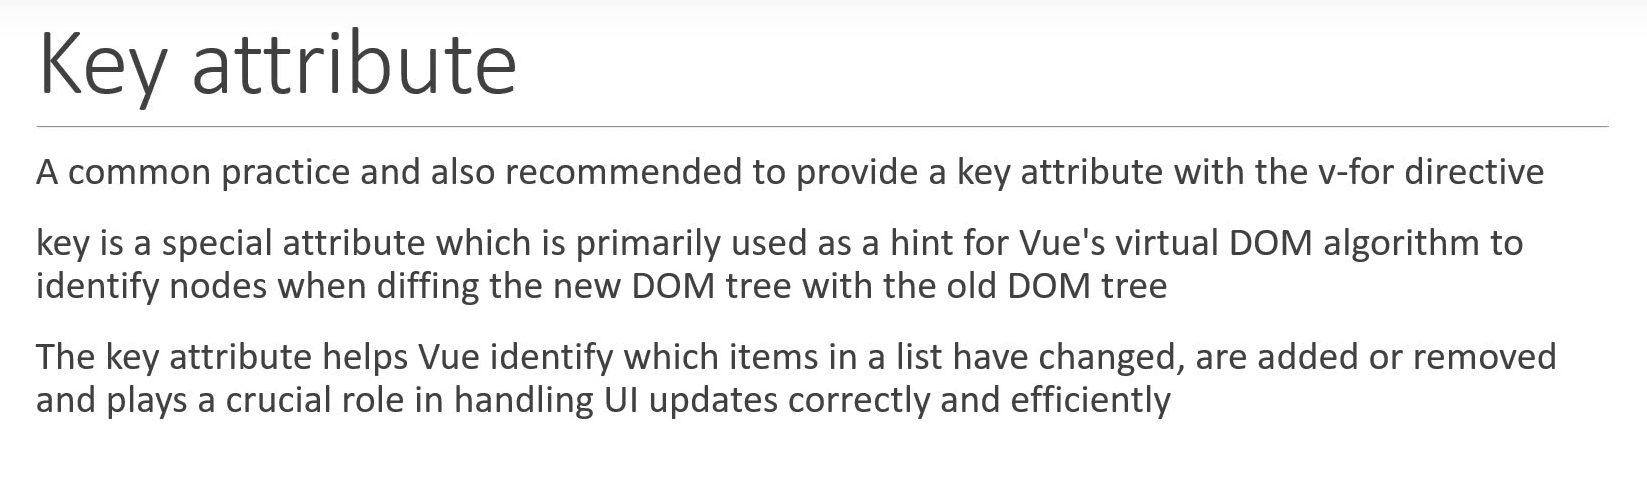 Key attribute
A common practice and also recommended to provide a key attribute with the v-for directive
key is a special attribute which is primarily used as a hint for Vue's virtual DOM algorithm to
identify nodes when diffing the new DOM tree with the old DOM tree
The key attribute helps Vue identify which items in a list have changed, are added or removed
and plays a crucial role in handling UI updates correctly and efficiently